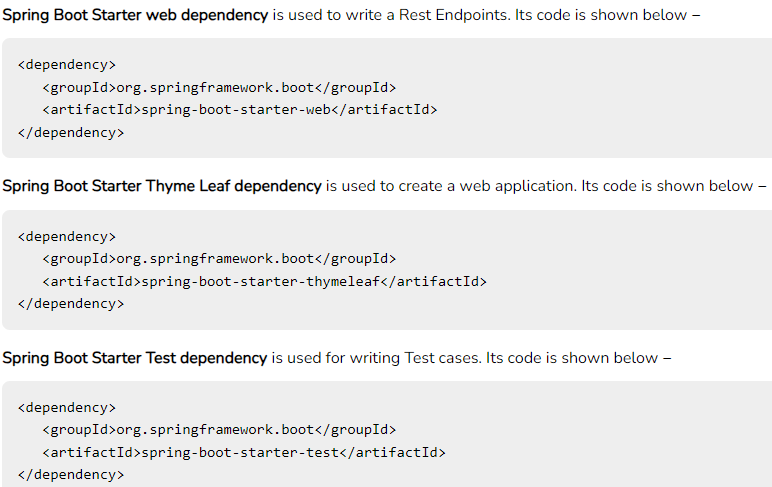 Spring Boot Starter web dependency is used to write a Rest Endpoints. Its code is shown below −
<dependency>
   <groupId>org.springframework.boot</groupId>
   <artifactId>spring-boot-starter-web</artifactId>
</dependency>
Spring Boot Starter Thyme Leaf dependency is used to create a web application. Its code is shown below −
<dependency>
   <groupId>org.springframework.boot</groupId>
   <artifactId>spring-boot-starter-thymeleaf</artifactId>
</dependency>
Spring Boot Starter Test dependency is used for writing Test cases. Its code is shown below −
<dependency>
   <groupId>org.springframework.boot</groupId>
   <artifactId>spring-boot-starter-test</artifactId>
</dependency>